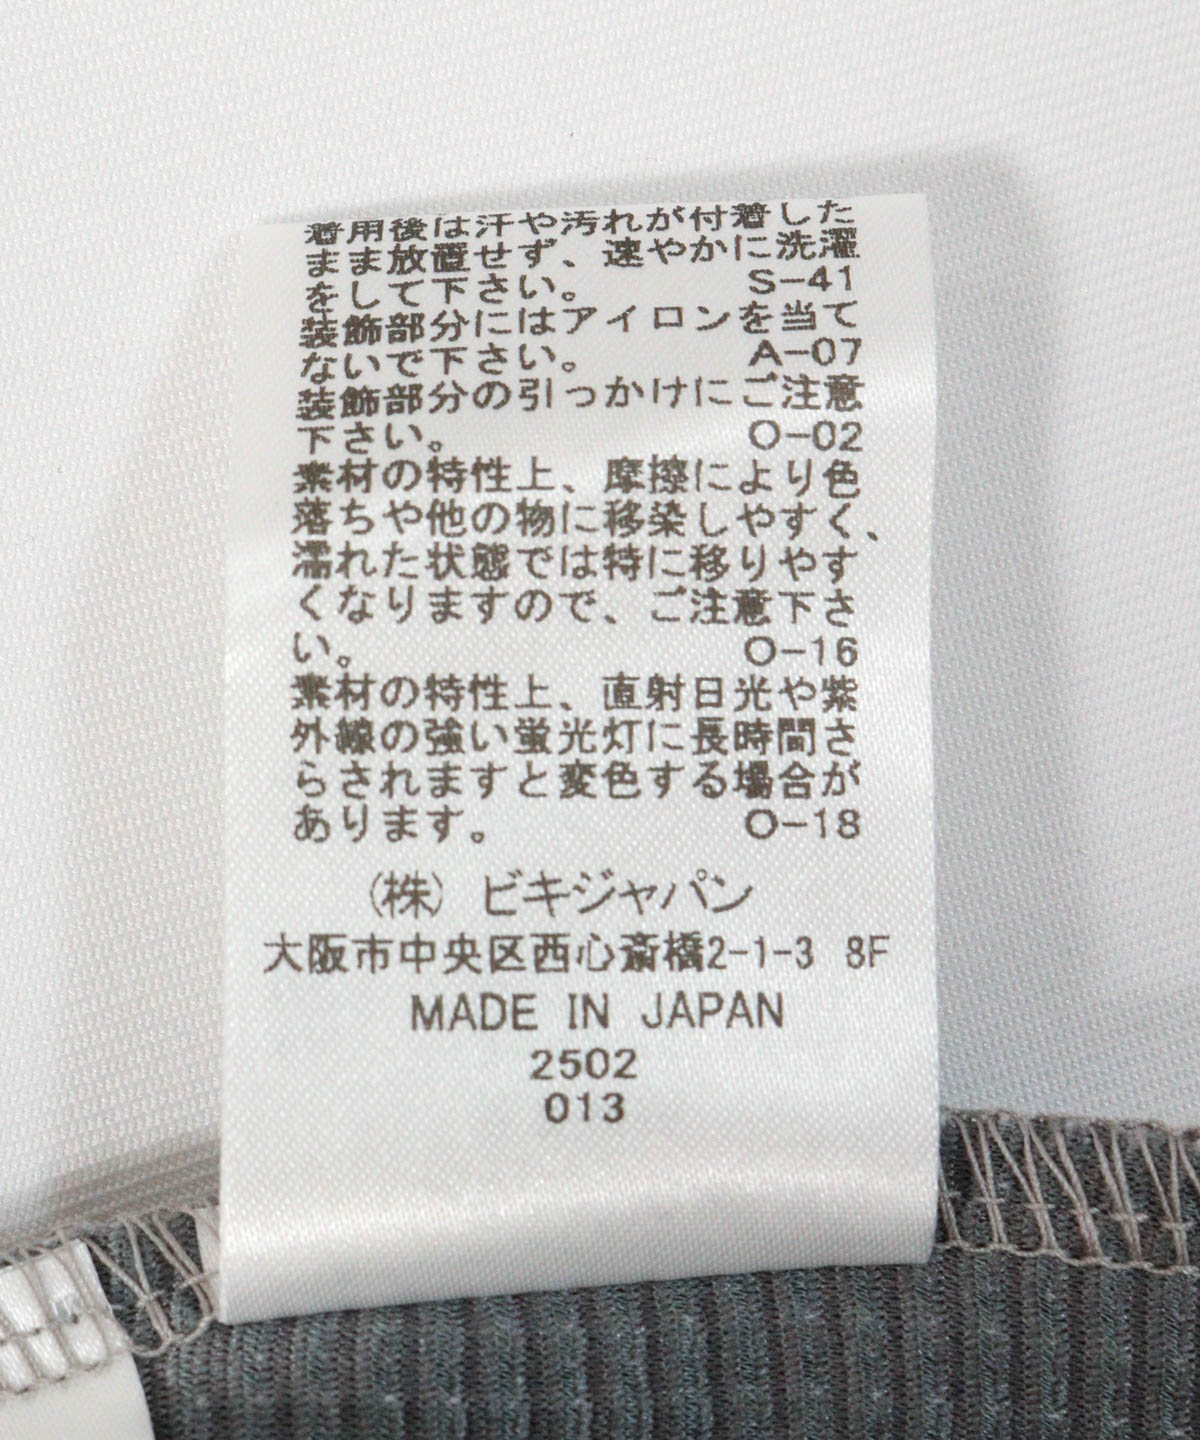 着用後は汗や汚れが付着した
まま放置せず、速やかに洗濯
をして下さい。 S-41
装飾部分にはアイロンを当て
ないで下さい。 A-07
装飾部分の引っかけにご注意
下さい。 O-02
素材の特性上、摩擦により色
落ちや他の物に移染しやすく、
濡れた状態では特に移りやす
くなりますので、ご注意下さ
い。 O-16
素材の特性上、直射日光や紫
外線の強い蛍光灯に長時間さ
らされますと変色する場合が
あります。 O-18
(株) ビキジャパン
大阪市中央区西心斎橋2-1-3 8F
MADE IN JAPAN
2502
013